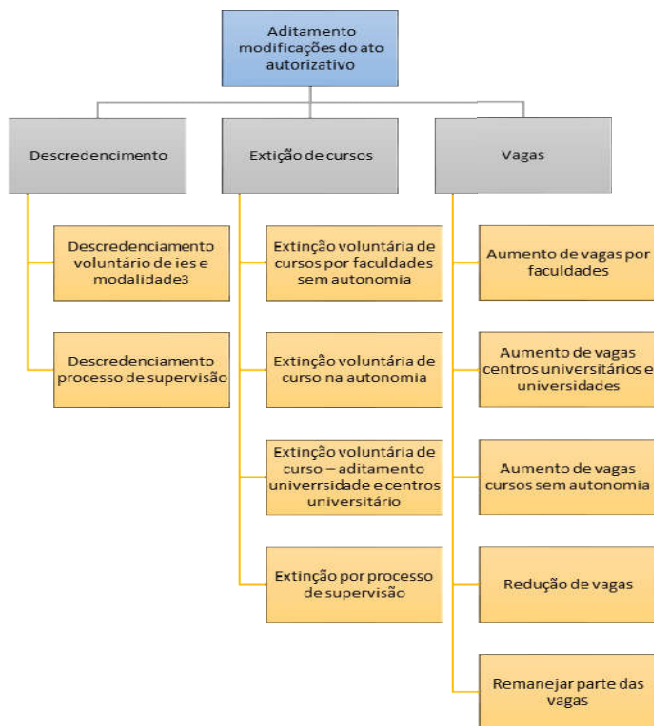 Aditamento
modificações do ato
autorizativo
Descredencimento
Extição de cursos
Vagas
Descredenciamento
voluntário de ies e
modalidade3
Descredenciamento
processo de supervisão
Extinção voluntária de
cursos por faculdades
sem autonomia
Extinção voluntária de
curso na autonomia
Extinção voluntária de
curso – aditamento
univerrsidade e centros
universitário
Extinção por processo
de supervisão
Aumento de vagas por
faculdades
Aumento de vagas
centros universitários e
universidades
Aumento de vagas
cursos sem autonomia
Redução de vagas
Remanejar parte das
vagas